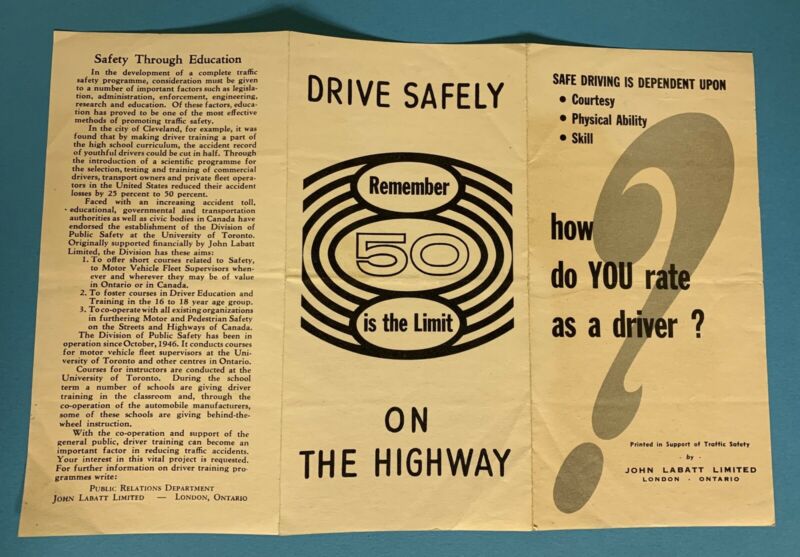 Safety Through Education
In the development of a complete traffic
safety programme, consideration must be given
to a number of important factors such as legisla-
tion, administration, enforcement, engineering,
research and education. Of these factors, educa-
tion has proved to be one of the most effective
methods of promoting traffic safety.
In the city of Cleveland, for example, it was
found that by making driver training a part of
the high school curriculum, the accident record
of youthful drivers could be cut in half. Through
the introduction of a scientific programme for
the selection, testing and training of commercial
drivers, transport owners and private fleet opera-
tors in the United States reduced their accident
losses by 25 percent to 50 percent.
Faced with an increasing accident toll,
educational, governmental and transportation
authorities as well as civic bodies in Canada have
endorsed the establishment of the Division of
Public Safety at the University of Toronto.
Originally supported financially by John Labatt
Limited, the Division has these aims:
1. To offer short courses related to Safety,
to Motor Vehicle Fleet Supervisors when-
ever and wherever they may be of value
in Ontario or in Canada.
2. To foster courses in Driver Education and
Training in the 16 to 18 year age group.
3. To co-operate with all existing organizations
in furthering Motor and Pedestrian Safety
on the Streets and Highways of Canada.
The Division of Public Safety has been in
operation since October, 1946. It conducts courses
for motor vehicle fleet supervisors at the Uni-
versity of Toronto and other centres in Ontario.
Courses for instructors are conducted at the
University of Toronto. During the school
term a number of schools are giving driver
training in the classroom and, through the
co-operation of the automobile manufacturers,
some of these schools are giving behind-the-
wheel instruction.
With the co-operation and support of the
general public, driver training can become an
important factor in reducing traffic accidents.
Your interest in this vital project is requested.
For further information on driver training pro-
grammes write:
PUBLIC RELATIONS DEPARTMENT
JOHN LABATT LIMITED — LONDON, ONTARIO
DRIVE SAFELY
Remember
50
is the Limit
ON
THE HIGHWAY
SAFE DRIVING IS DEPENDENT UPON
• Courtesy
• Physical Ability
• Skill
?
how
do YOU rate
as a driver ?
Printed in Support of Traffic Safety
- by -
JOHN LABATT LIMITED
LONDON - ONTARIO